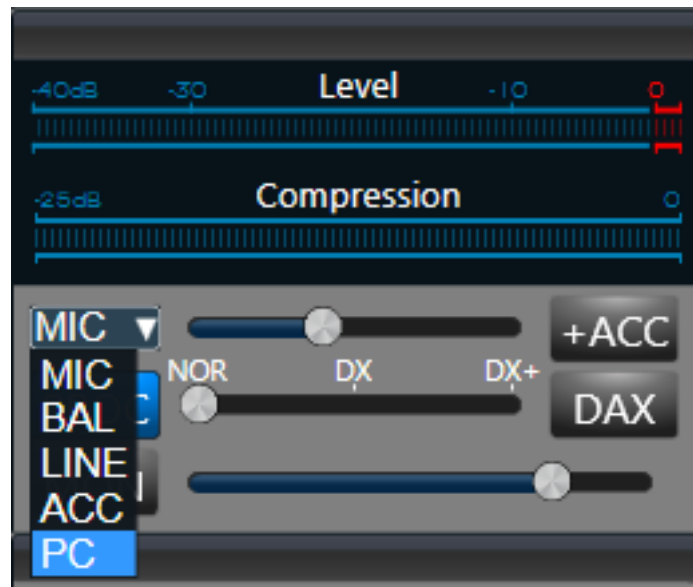 Level
-40dB -30 -10 0
Compression
-25dB 0
MIC ▼ +ACC
MIC NOR DX DX+
BAL DAX
LINE
ACC
PC